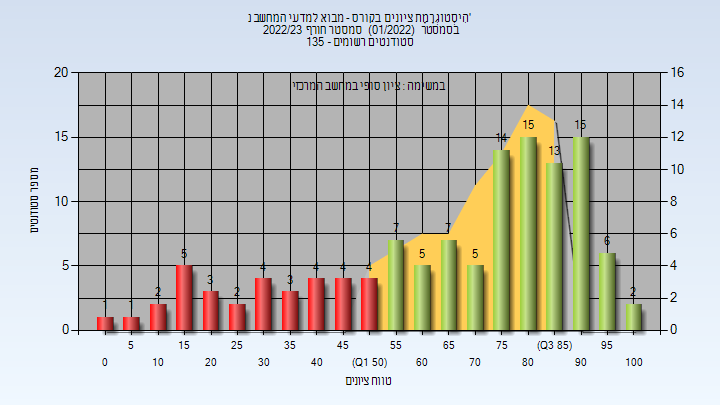 היסטוגרמת ציונים בקורס - מבוא למדעי המחשב נ'
בסמסטר (01/2022) סמסטר חורף 2022/23
סטודנטים רשומים - 135
במשימה : ציון סופי במחשב המרכזי
מספר סטודנטים
20
15
10
5
0
16
14
12
10
8
6
4
2
0
1 1 2 5 3 2 4 3 4 4 4 7 5 7 5 14 15 13 15 6 2
5 15 25 35 45 55 65 75 (Q3 85) 95
0 10 20 30 40 (Q1 50) 60 70 80 90 100
טווח ציונים